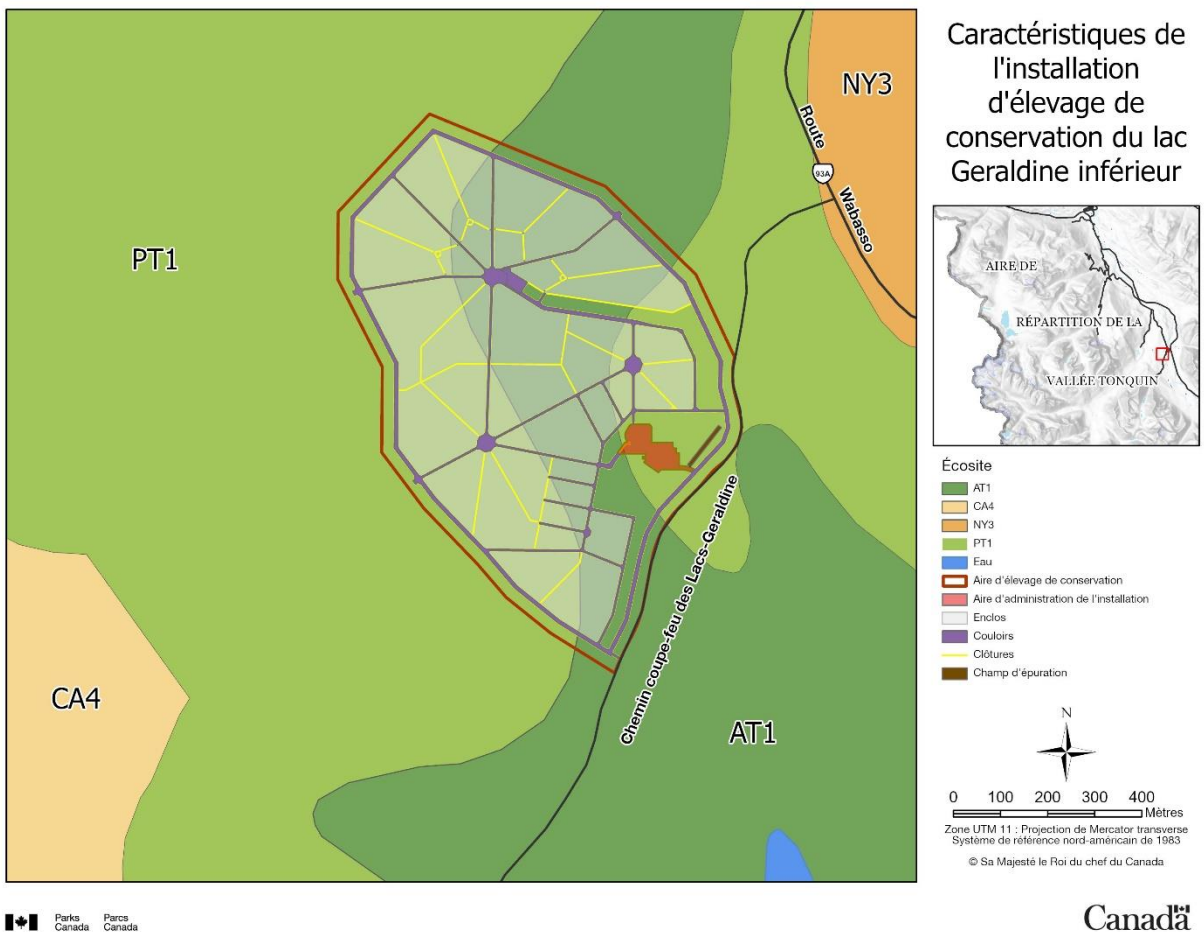 Caractéristiques de
l'installation
d'élevage de
conservation du lac
Geraldine inférieur
NY3
Route
93A
Wabasso
PT1
CA4
AT1
Chemin coupe-feu des Lacs-Geraldine
AIRE DE
RÉPARTITION DE LA
VALLÉE TONQUIN
Écosite
AT1
CA4
NY3
PT1
Eau
Aire d'élevage de conservation
Aire d'administration de l'installation
Enclos
Couloirs
Clôtures
Champ d'épuration
N
0 100 200 300 400
Mètres
Zone UTM 11 : Projection de Mercator transverse
Système de référence nord-américain de 1983
© Sa Majesté le Roi du chef du Canada
Parks Parcs
Canada Canada
Canada